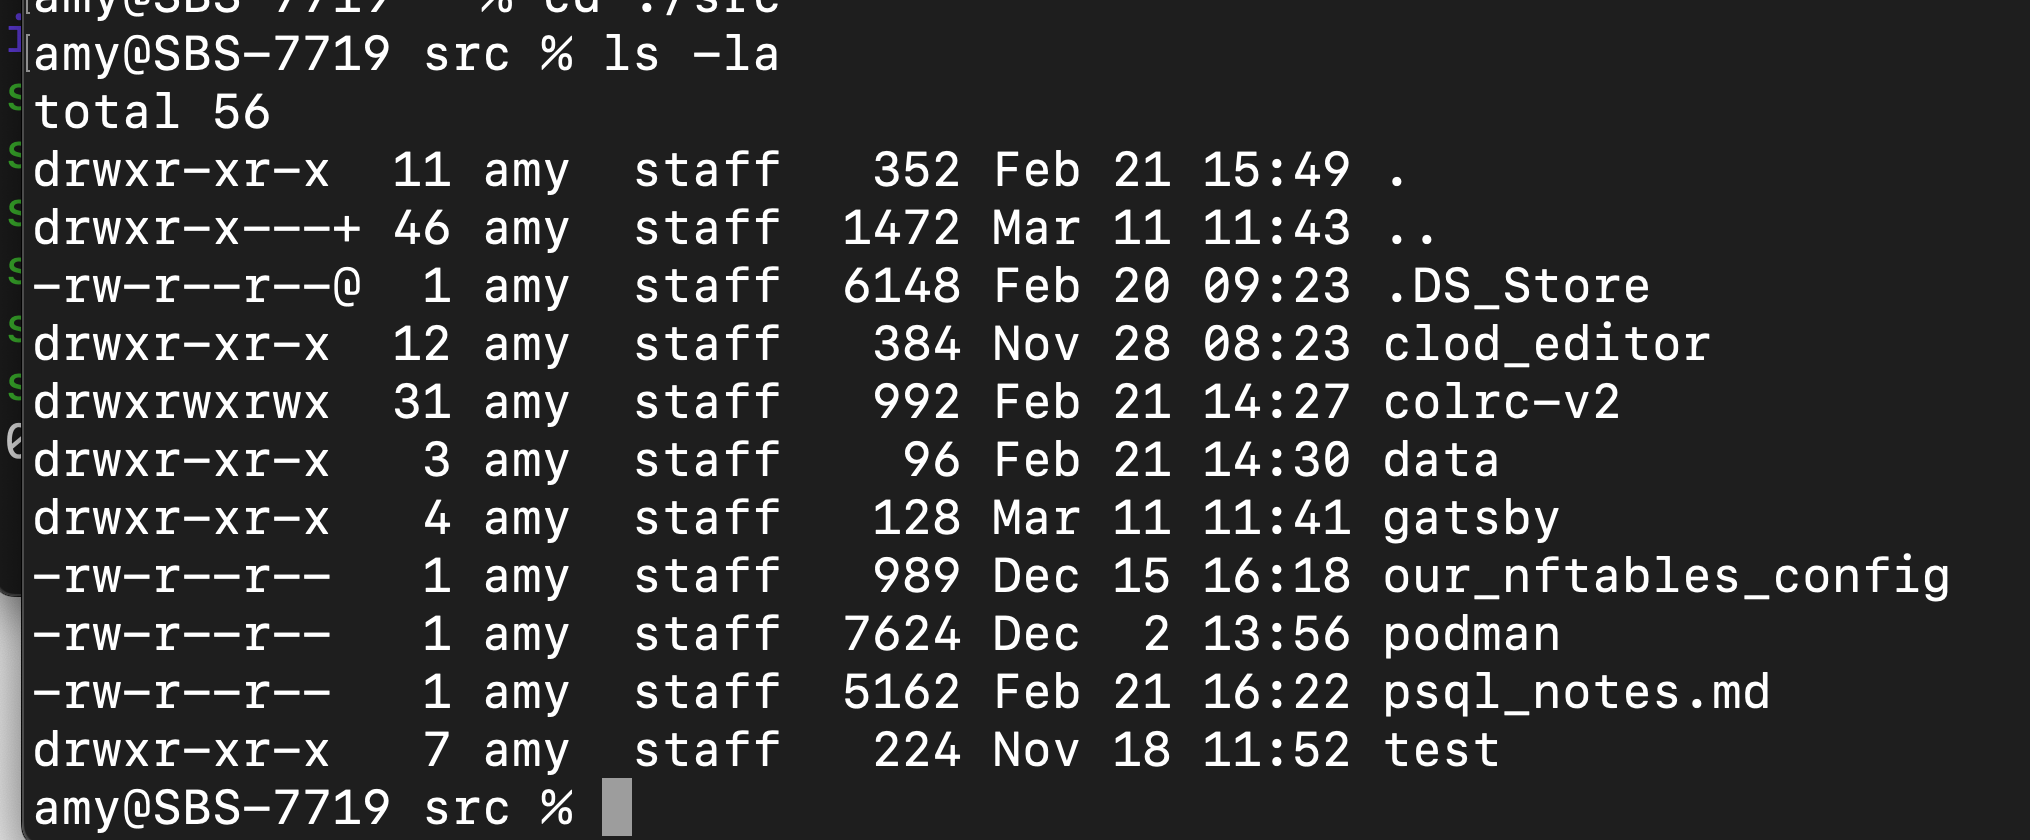 amy@SBS-7719 ~ % cd ./src
amy@SBS-7719 src % ls -la
total 56
drwxr-xr-x  11 amy  staff   352 Feb 21 15:49 .
drwxr-x---+ 46 amy  staff  1472 Mar 11 11:43 ..
-rw-r--r--@  1 amy  staff  6148 Feb 20 09:23 .DS_Store
drwxr-xr-x  12 amy  staff   384 Nov 28 08:23 clod_editor
drwxrwxrwx  31 amy  staff   992 Feb 21 14:27 colrc-v2
drwxr-xr-x   3 amy  staff    96 Feb 21 14:30 data
drwxr-xr-x   4 amy  staff   128 Mar 11 11:41 gatsby
-rw-r--r--   1 amy  staff   989 Dec 15 16:18 our_nftables_config
-rw-r--r--   1 amy  staff  7624 Dec  2 13:56 podman
-rw-r--r--   1 amy  staff  5162 Feb 21 16:22 psql_notes.md
drwxr-xr-x   7 amy  staff   224 Nov 18 11:52 test
amy@SBS-7719 src %